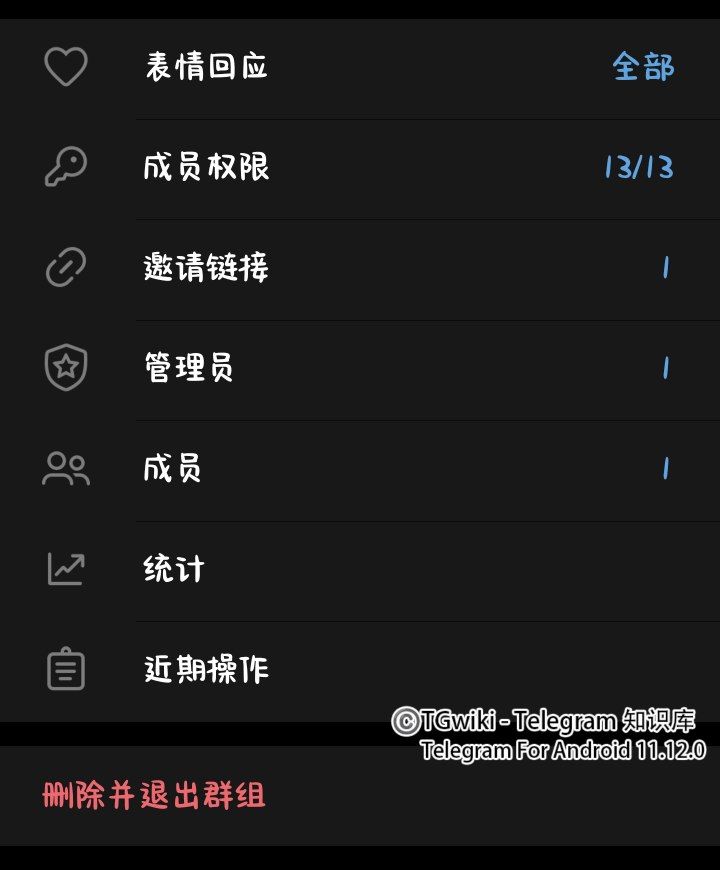 表情回应 全部
成员权限 13/13
邀请链接 1
管理员 1
成员 1
统计
近期操作
©TGwiki - Telegram 知识库
Telegram For Android 11.12.0
删除并退出群组